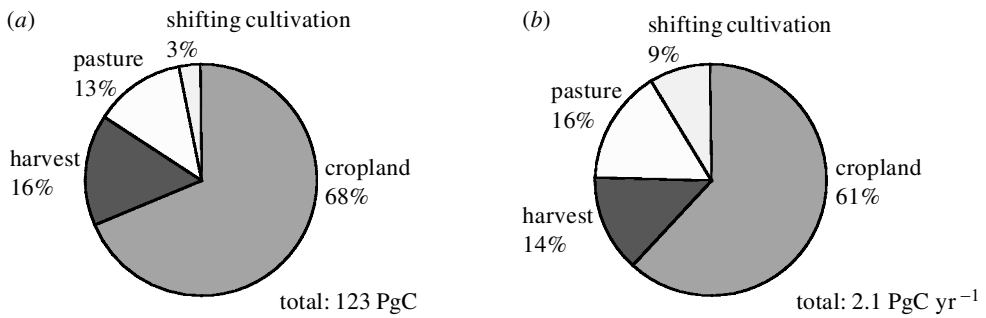 (a)
shifting cultivation
3%
pasture
13%
harvest
16%
cropland
68%
total: 123 PgC
(b)
shifting cultivation
9%
pasture
16%
harvest
14%
cropland
61%
total: 2.1 PgC yr⁻¹